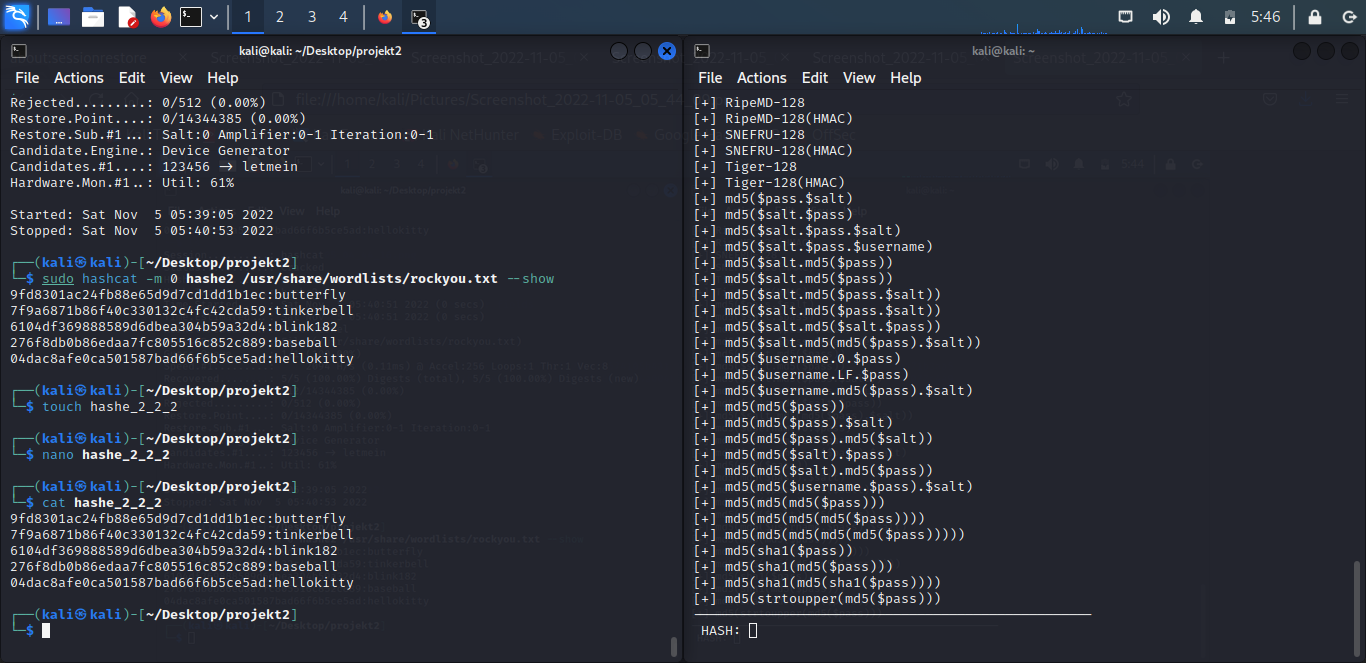 1 2 3 4 3 5:46
kali@kali: ~/Desktop/projekt2
File Actions Edit View Help
Rejected.........: 0/512 (0.00%)
Restore.Point....: 0/14344385 (0.00%)
Restore.Sub.#1...: Salt:0 Amplifier:0-1 Iteration:0-1
Candidate.Engine.: Device Generator
Candidates.#1....: 123456 -> letmein
Hardware.Mon.#1..: Util: 61%
Started: Sat Nov  5 05:39:05 2022
Stopped: Sat Nov  5 05:40:53 2022
┌──(kali㉿kali)-[~/Desktop/projekt2]
└─$ sudo hashcat -m 0 hashe2 /usr/share/wordlists/rockyou.txt --show
9fd8301ac24fb88e65d9d7cd1dd1b1ec:butterfly
7f9a6871b86f40c330132c4fc42cda59:tinkerbell
6104df369888589d6dbea304b59a32d4:blink182
276f8db0b86edaa7fc805516c852c889:baseball
04dac8afe0ca501587bad66f6b5ce5ad:hellokitty
┌──(kali㉿kali)-[~/Desktop/projekt2]
└─$ touch hashe_2_2_2
┌──(kali㉿kali)-[~/Desktop/projekt2]
└─$ nano hashe_2_2_2
┌──(kali㉿kali)-[~/Desktop/projekt2]
└─$ cat hashe_2_2_2
9fd8301ac24fb88e65d9d7cd1dd1b1ec:butterfly
7f9a6871b86f40c330132c4fc42cda59:tinkerbell
6104df369888589d6dbea304b59a32d4:blink182
276f8db0b86edaa7fc805516c852c889:baseball
04dac8afe0ca501587bad66f6b5ce5ad:hellokitty
┌──(kali㉿kali)-[~/Desktop/projekt2]
└─$
kali@kali: ~
File Actions Edit View Help
[+] RipeMD-128
[+] RipeMD-128(HMAC)
[+] SNEFRU-128
[+] SNEFRU-128(HMAC)
[+] Tiger-128
[+] Tiger-128(HMAC)
[+] md5($pass.$salt)
[+] md5($salt.$pass)
[+] md5($salt.$pass.$salt)
[+] md5($salt.$pass.$username)
[+] md5($salt.md5($pass))
[+] md5($salt.md5($pass))
[+] md5($salt.md5($pass.$salt))
[+] md5($salt.md5($pass.$salt))
[+] md5($salt.md5($salt.$pass))
[+] md5($salt.md5(md5($pass).$salt))
[+] md5($username.0.$pass)
[+] md5($username.LF.$pass)
[+] md5($username.md5($pass).$salt)
[+] md5(md5($pass))
[+] md5(md5($pass).$salt)
[+] md5(md5($pass).md5($salt))
[+] md5(md5($salt).$pass)
[+] md5(md5($salt).md5($pass))
[+] md5(md5($username.$pass).$salt)
[+] md5(md5(md5($pass)))
[+] md5(md5(md5(md5($pass))))
[+] md5(md5(md5(md5(md5($pass)))))
[+] md5(sha1($pass))
[+] md5(sha1(md5($pass)))
[+] md5(sha1(md5(sha1($pass))))
[+] md5(strtoupper(md5($pass)))
HASH: